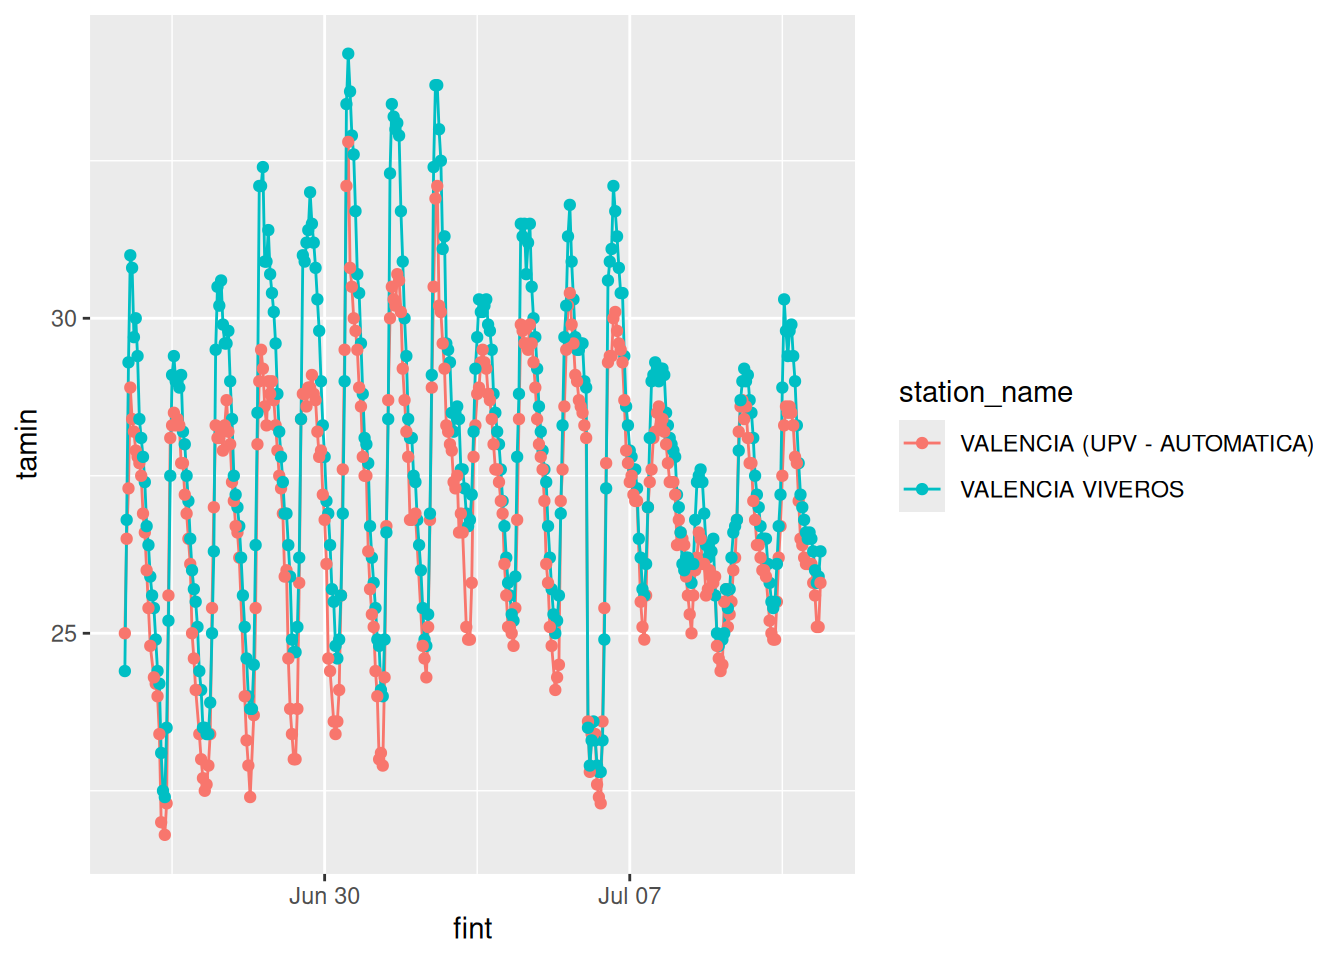 30
25
tamin
Jun 30
Jul 07
fint
station_name
VALENCIA (UPV - AUTOMATICA)
VALENCIA VIVEROS